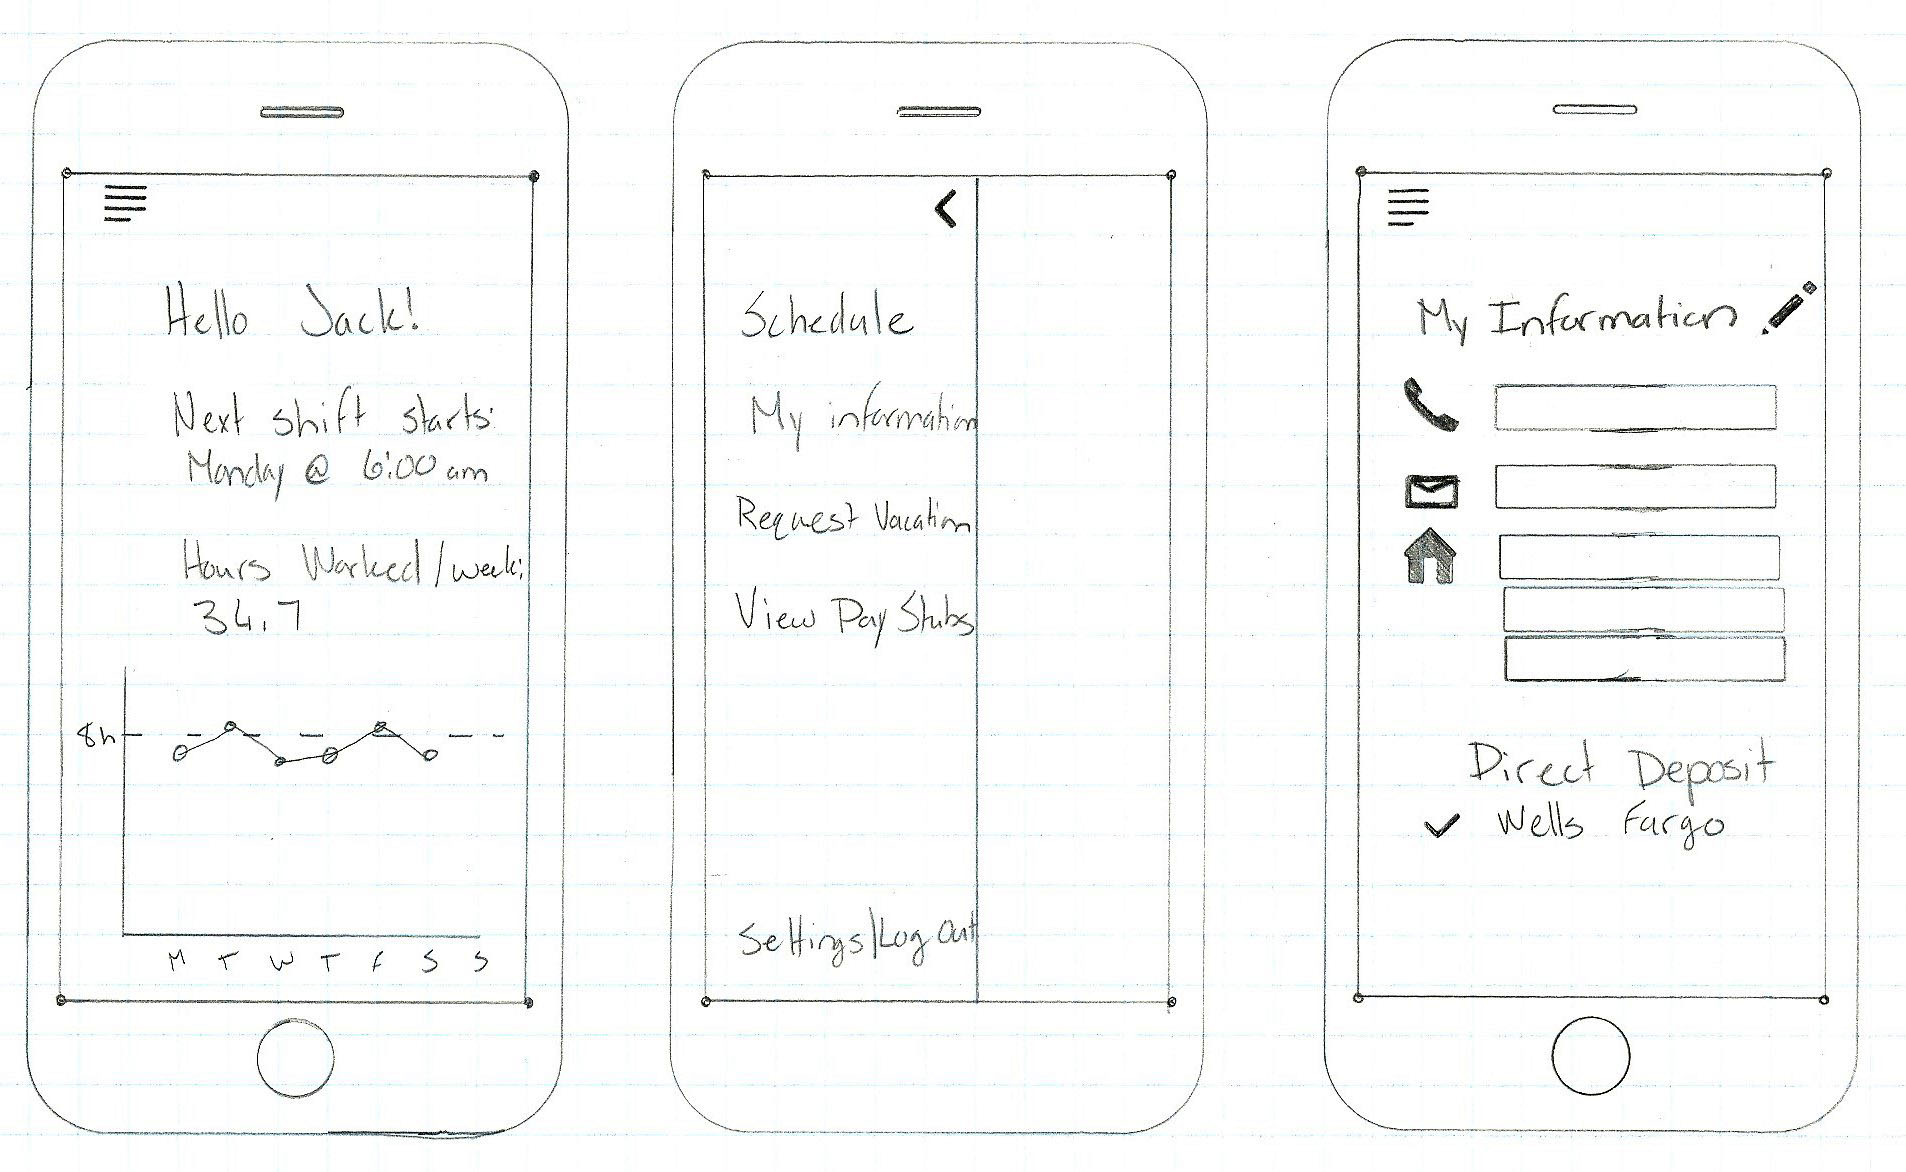 Hello Jack!
Next shift starts:
Monday @ 6:00 am
Hours Worked/week:
34.7
8h
M T W T F S S
Schedule
My information
Request Vacation
View Pay Stubs
Settings/Log Out
My Information
Direct Deposit
Wells Fargo